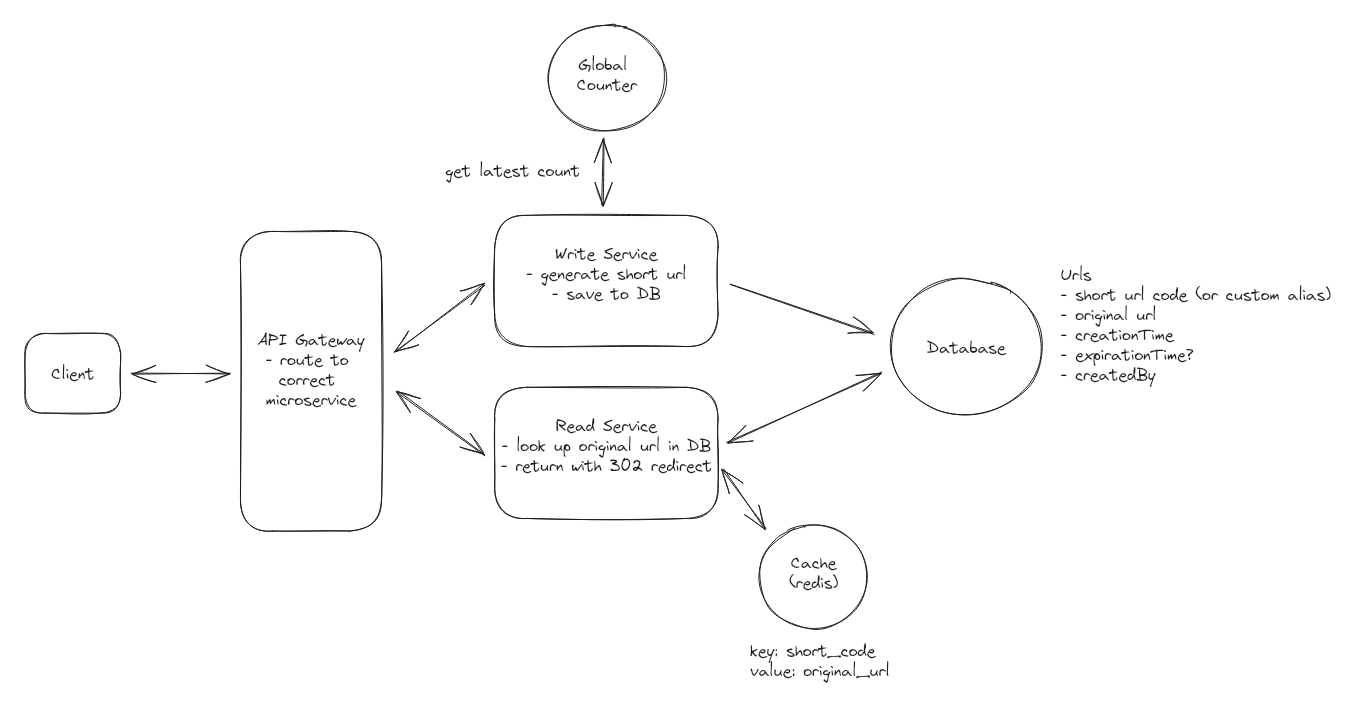 Global
Counter
get latest count
Write Service
- generate short url
- save to DB
Urls
- short url code (or custom alias)
- original url
- creationTime
- expirationTime?
- createdBy
API Gateway
- route to
correct
microservice
Client
Database
Read Service
- look up original url in DB
- return with 302 redirect
Cache
(redis)
key: short_code
value: original_url